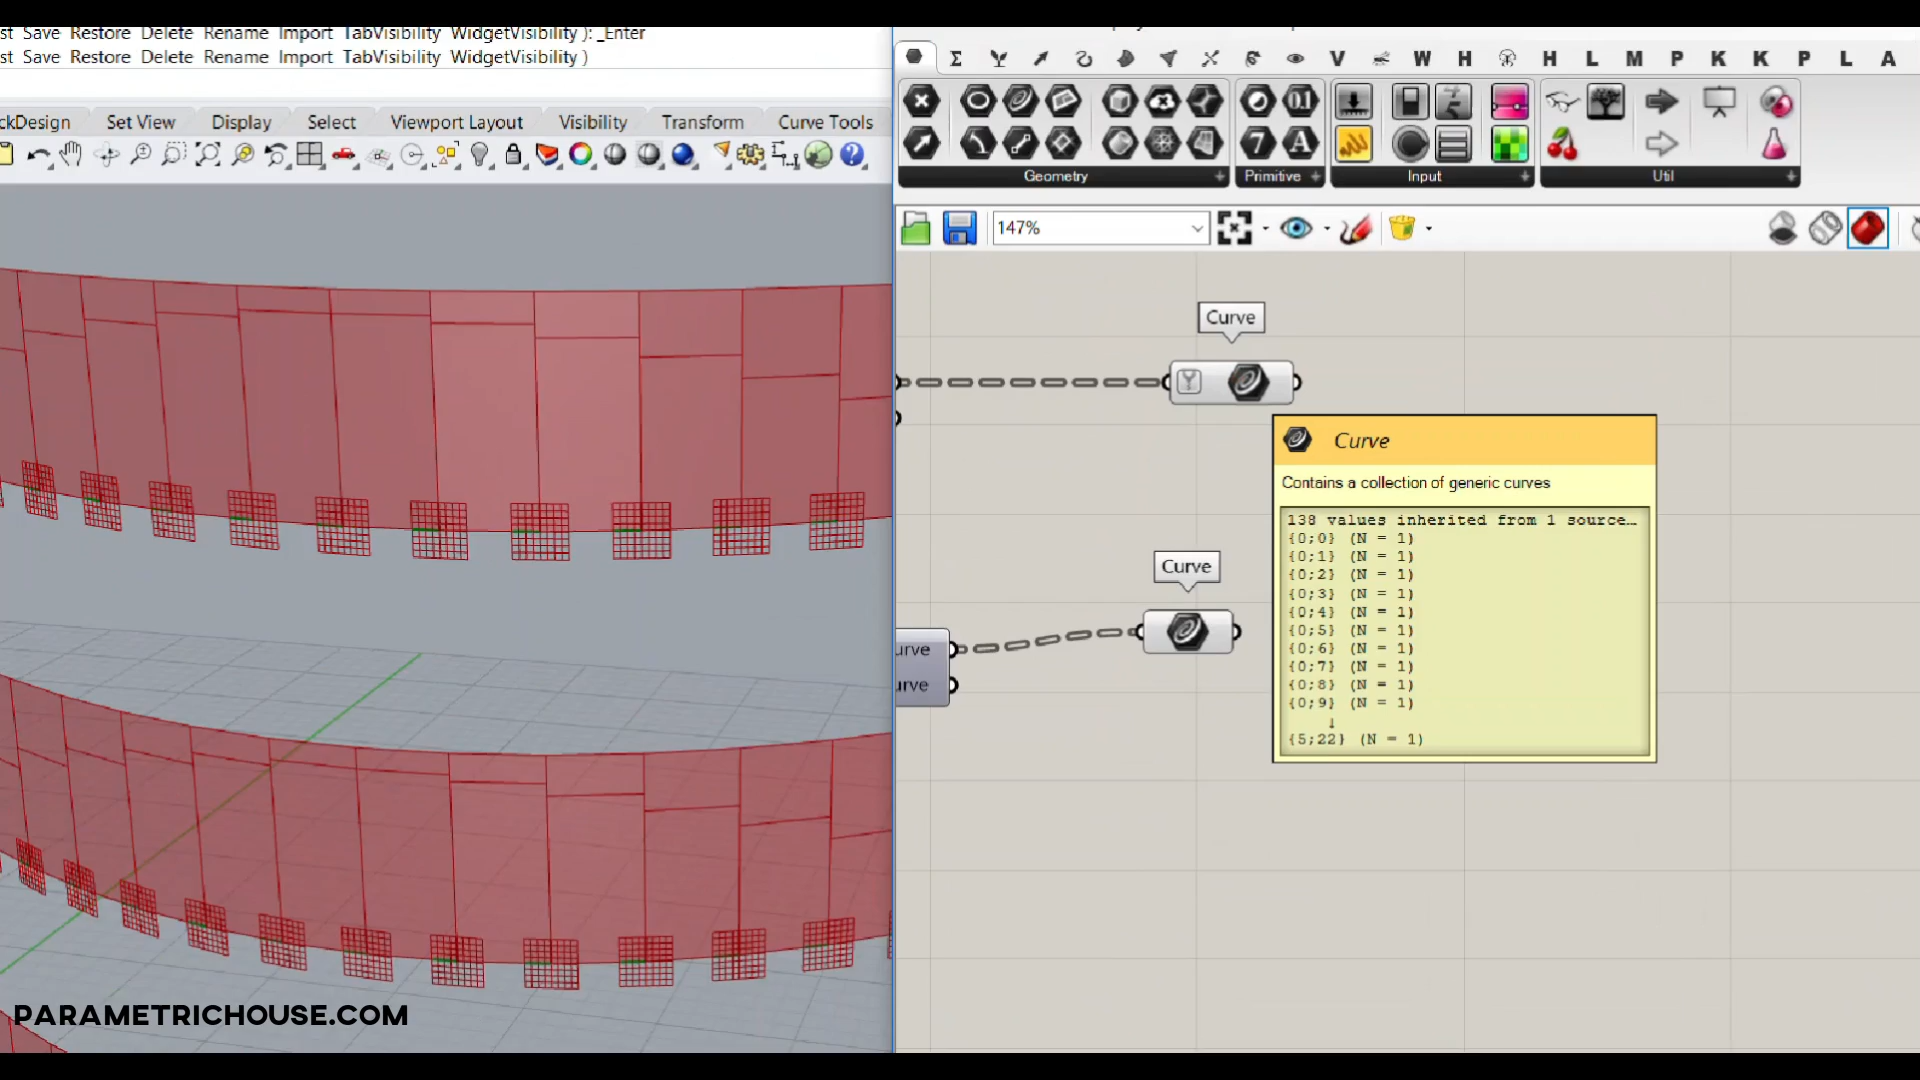 st Save Restore Delete Rename Import TabVisibility WidgetVisibility ): _Enter
st Save Restore Delete Rename Import TabVisibility WidgetVisibility )
ckDesign Set View Display Select Viewport Layout Visibility Transform Curve Tools
V W H H L M P K K P L A
Geometry Primitive Input Util
147%
Curve
Curve
Contains a collection of generic curves
138 values inherited from 1 source…
{0;0} (N = 1)
{0;1} (N = 1)
{0;2} (N = 1)
{0;3} (N = 1)
{0;4} (N = 1)
{0;5} (N = 1)
{0;6} (N = 1)
{0;7} (N = 1)
{0;8} (N = 1)
{0;9} (N = 1)
↓
{5;22} (N = 1)
Curve
urve
urve
PARAMETRICHOUSE.COM